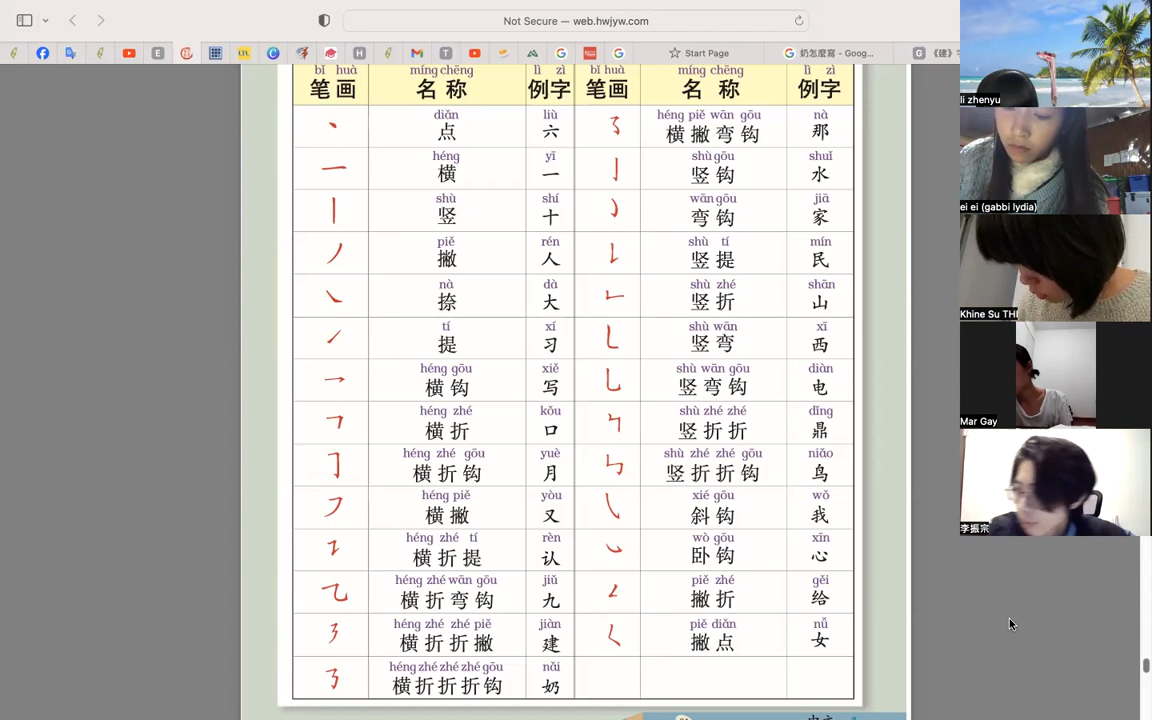 Not Secure — web.hwjyw.com
Start Page
奶怎麼寫 - Goog...
bǐ huà míng chēng lì zì bǐ huà míng chēng lì zì
笔画 名称 例字 笔画 名称 例字
diǎn liù héng piě wān gōu nà
点 六 横撇弯钩 那
héng yī shù gōu shuǐ
横 一 竖钩 水
shù shí wān gōu jiā
竖 十 弯钩 家
piě rén shù tí mín
撇 人 竖提 民
nà dà shù zhé shān
捺 大 竖折 山
tí xí shù wān xī
提 习 竖弯 西
héng gōu xiě shù wān gōu diàn
横钩 写 竖弯钩 电
héng zhé kǒu shù zhé zhé dǐng
横折 口 竖折折 鼎
héng zhé gōu yuè shù zhé zhé gōu niǎo
横折钩 月 竖折折钩 鸟
héng piě yòu xié gōu wǒ
横撇 又 斜钩 我
héng zhé tí rèn wò gōu xīn
横折提 认 卧钩 心
héng zhé wān gōu jiǔ piě zhé gěi
横折弯钩 九 撇折 给
héng zhé zhé piě jiàn piě diǎn nǚ
横折折撇 建 撇点 女
héng zhé zhé zhé gōu nǎi
横折折折钩 奶
li zhenyu
ei ei (gabbi lydia)
Khine Su THI
Mar Gay
李振宗